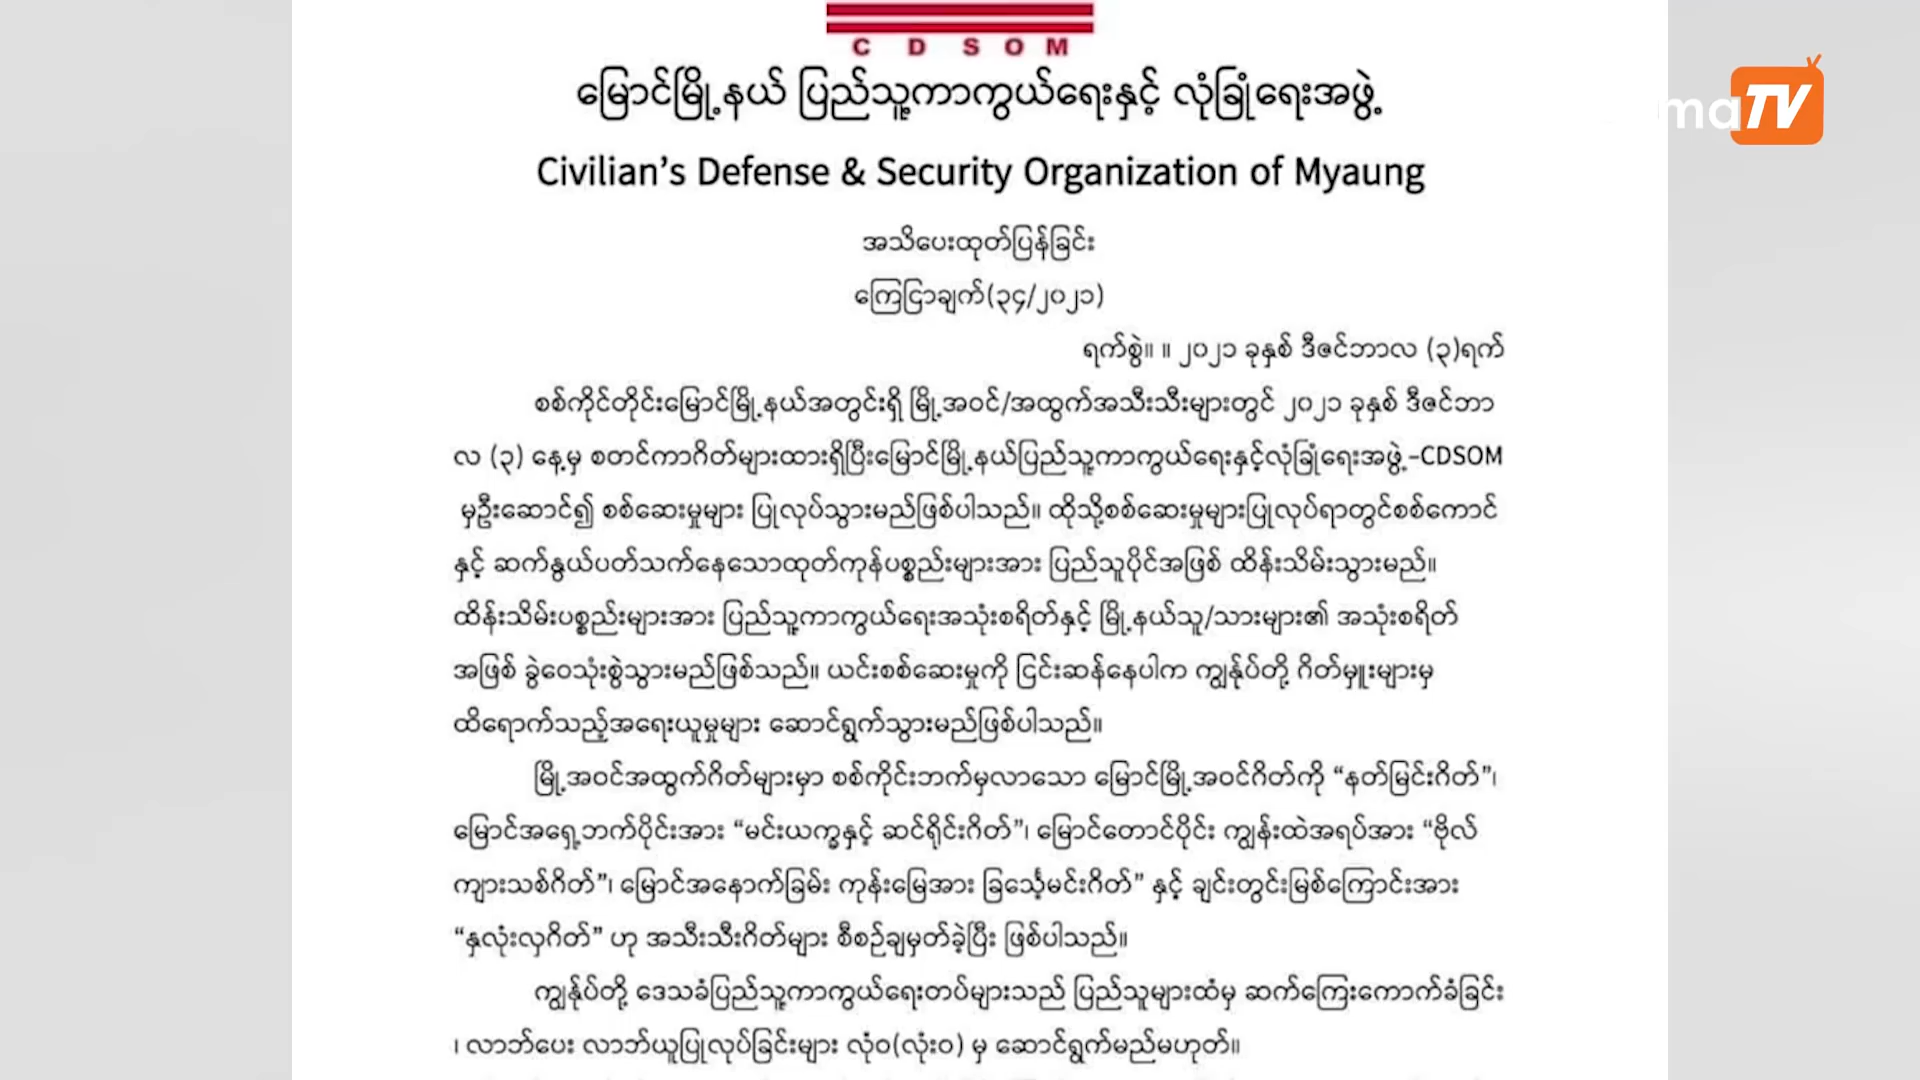 C D S O M
မြောင်မြို့နယ် ပြည်သူ့ကာကွယ်ရေးနှင့် လုံခြုံရေးအဖွဲ့
maTV
Civilian's Defense & Security Organization of Myaung
အသိပေးထုတ်ပြန်ခြင်း
ကြေငြာချက်(၃၄/၂၀၂၁)
ရက်စွဲ။ ။ ၂၀၂၁ ခုနှစ် ဒီဇင်ဘာလ (၃)ရက်
စစ်ကိုင်တိုင်းမြောင်မြို့နယ်အတွင်းရှိ မြို့အဝင်/အထွက်အသီးသီးများတွင် ၂၀၂၁ ခုနှစ် ဒီဇင်ဘာ
လ (၃) နေ့မှ စတင်ကာဂိတ်များထားရှိပြီးမြောင်မြို့နယ်ပြည်သူ့ကာကွယ်ရေးနှင့်လုံခြုံရေးအဖွဲ့-CDSOM
မှဦးဆောင်၍ စစ်ဆေးမှုများ ပြုလုပ်သွားမည်ဖြစ်ပါသည်။ ထိုသို့စစ်ဆေးမှုများပြုလုပ်ရာတွင်စစ်ကောင်
နှင့် ဆက်နွယ်ပတ်သက်နေသောထုတ်ကုန်ပစ္စည်းများအား ပြည်သူပိုင်အဖြစ် ထိန်းသိမ်းသွားမည်။
ထိန်းသိမ်းပစ္စည်းများအား ပြည်သူ့ကာကွယ်ရေးအသုံးစရိတ်နှင့် မြို့နယ်သူ/သားများ၏ အသုံးစရိတ်
အဖြစ် ခွဲဝေသုံးစွဲသွားမည်ဖြစ်သည်။ ယင်းစစ်ဆေးမှုကို ငြင်းဆန်နေပါက ကျွန်ုပ်တို့ ဂိတ်မှူးများမှ
ထိရောက်သည့်အရေးယူမှုများ ဆောင်ရွက်သွားမည်ဖြစ်ပါသည်။
မြို့အဝင်အထွက်ဂိတ်များမှာ စစ်ကိုင်းဘက်မှလာသော မြောင်မြို့အဝင်ဂိတ်ကို “နတ်မြင်းဂိတ်”၊
မြောင်အရှေ့ဘက်ပိုင်းအား “မင်းယက္ခနှင့် ဆင်ရိုင်းဂိတ်”၊ မြောင်တောင်ပိုင်း ကျွန်းထဲအရပ်အား “ဗိုလ်
ကျားသစ်ဂိတ်”၊ မြောင်အနောက်ခြမ်း ကုန်းမြေအား ခြင်္သေ့မင်းဂိတ်” နှင့် ချင်းတွင်းမြစ်ကြောင်းအား
“နှလုံးလှဂိတ်” ဟု အသီးသီးဂိတ်များ စီစဉ်ချမှတ်ခဲ့ပြီး ဖြစ်ပါသည်။
ကျွန်ုပ်တို့ ဒေသခံပြည်သူ့ကာကွယ်ရေးတပ်များသည် ပြည်သူများထံမှ ဆက်ကြေးကောက်ခံခြင်း
၊ လာဘ်ပေး လာဘ်ယူပြုလုပ်ခြင်းများ လုံဝ(လုံးဝ) မှ ဆောင်ရွက်မည်မဟုတ်။